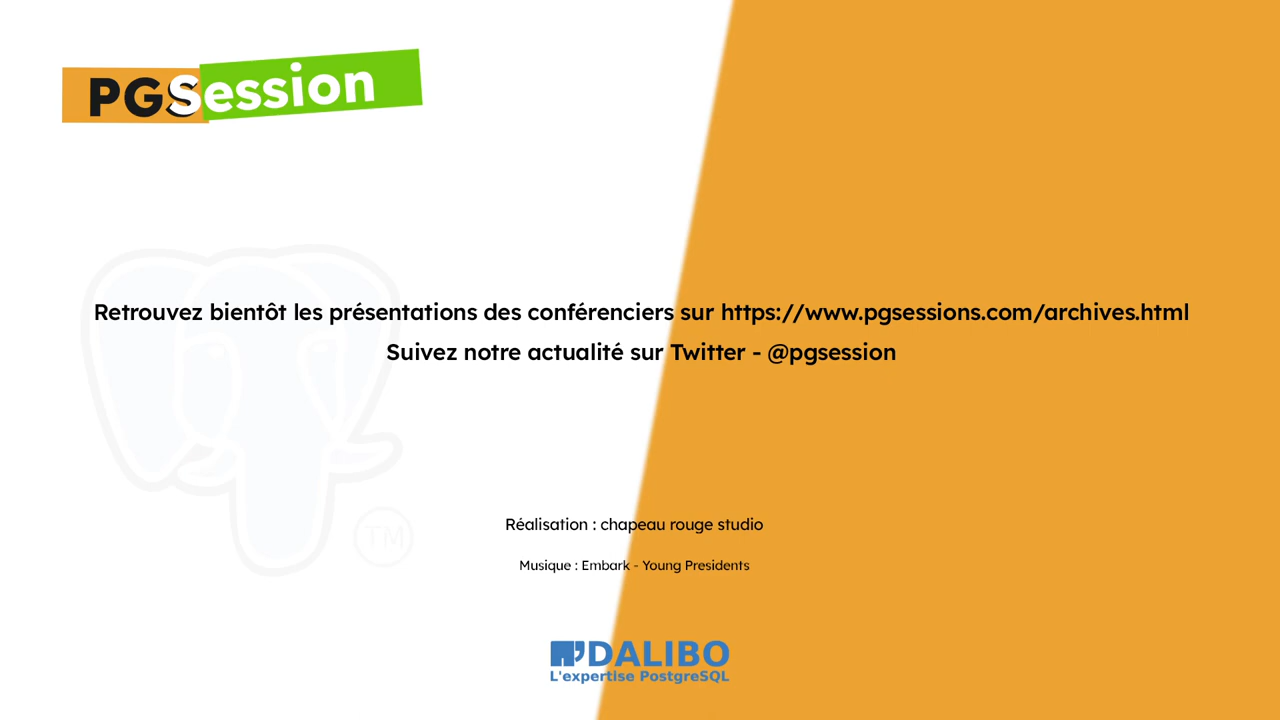 PGSession
Retrouvez bientôt les présentations des conférenciers sur https://www.pgsessions.com/archives.html
Suivez notre actualité sur Twitter - @pgsession
TM
Réalisation : chapeau rouge studio
Musique : Embark - Young Presidents
DALIBO
L'expertise PostgreSQL